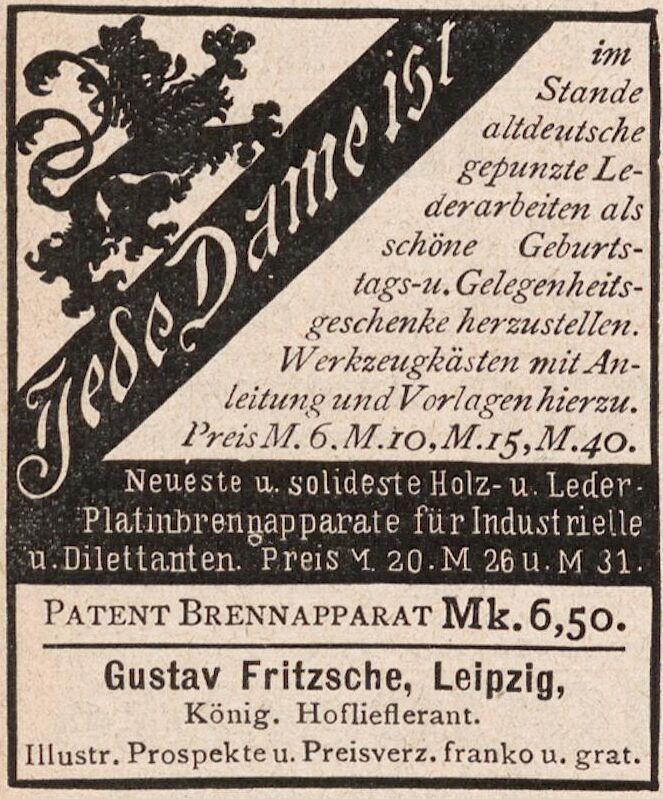 Jede Dame ist
im
Stande
altdeutsche
gepunzte Le-
derarbeiten als
schöne Geburts-
tags-u. Gelegenheits-
geschenke herzustellen.
Werkzeugkästen mit An-
leitung und Vorlagen hierzu.
Preis M. 6. M. 10, M. 15, M. 40.
Neueste u. solideste Holz- u. Leder-
Platinbrennapparate für Industrielle
u. Dilettanten. Preis M. 20. M 26 u. M 31.
PATENT BRENNAPPARAT Mk. 6,50.
Gustav Fritzsche, Leipzig,
König. Hofliefferant.
Illustr. Prospekte u. Preisverz. franko u. grat.